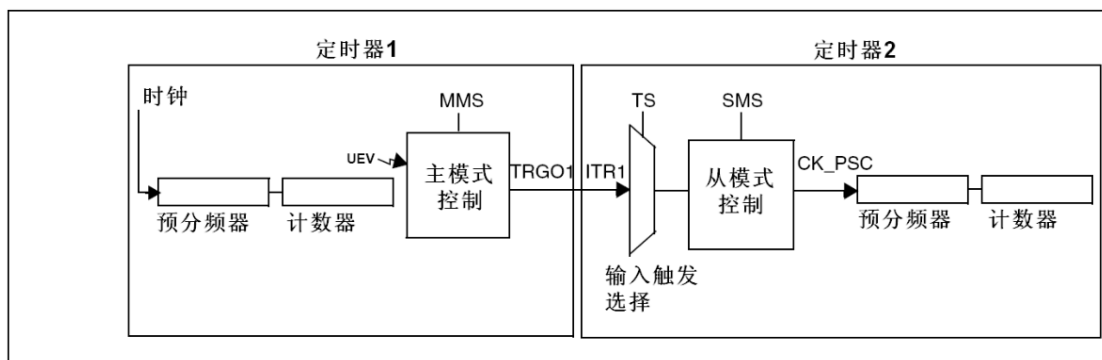 定时器1
定时器2
时钟
MMS
TS
SMS
UEV
主模式
控制
TRGO1
ITR1
从模式
控制
CK_PSC
预分频器
计数器
预分频器
计数器
输入触发
选择